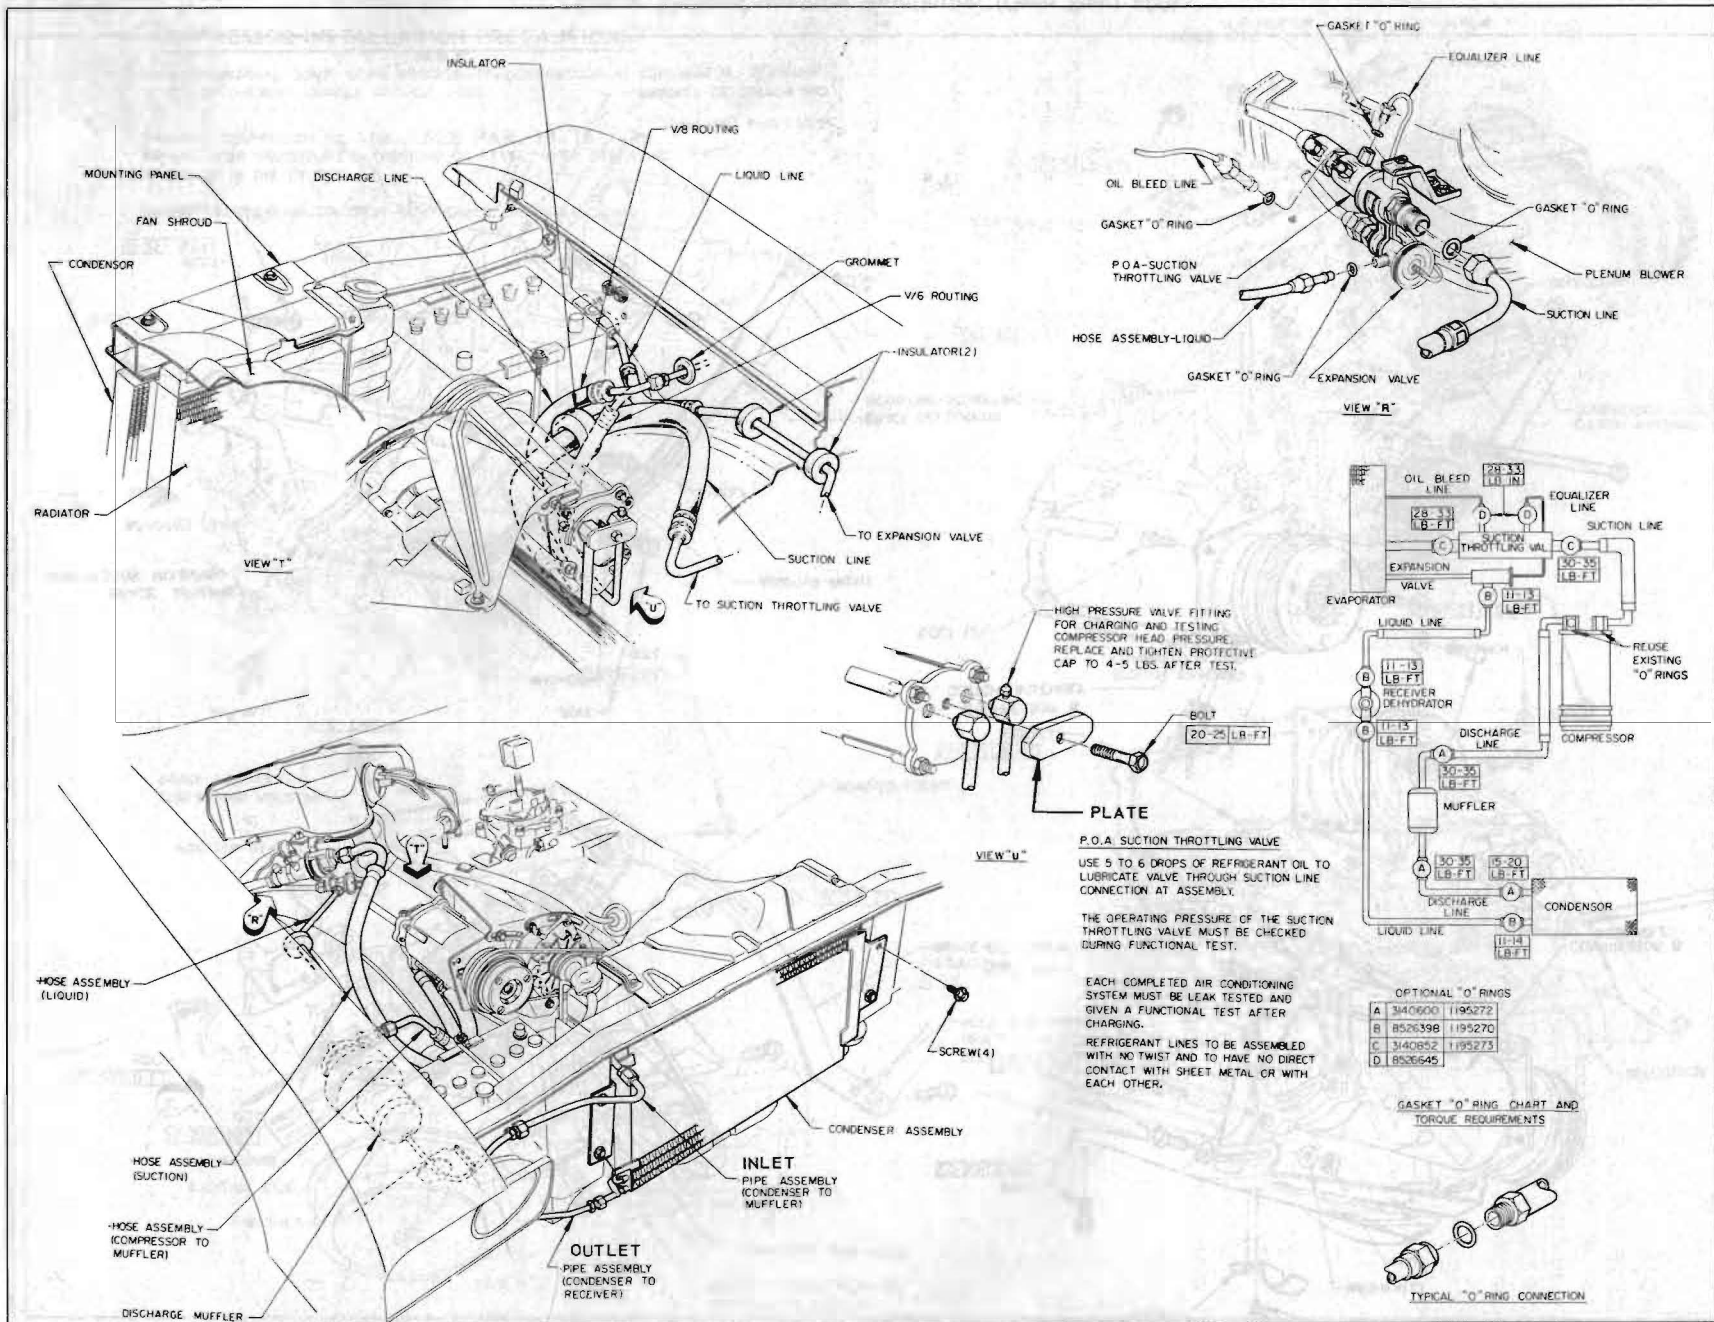 INSULATOR
V/8 ROUTING
MOUNTING PANEL
DISCHARGE LINE
LIQUID LINE
FAN SHROUD
CONDENSOR
GROMMET
V/6 ROUTING
INSULATOR(2)
RADIATOR
VIEW "T"
TO EXPANSION VALVE
SUCTION LINE
TO SUCTION THROTTLING VALVE
"U"
GASKET "O" RING
EQUALIZER LINE
OIL BLEED LINE
GASKET "O" RING
GASKET "O" RING
P.O.A-SUCTION
THROTTLING VALVE
PLENUM BLOWER
SUCTION LINE
HOSE ASSEMBLY-LIQUID
GASKET "O" RING
EXPANSION VALVE
VIEW "R"
28-33
LB-IN
OIL BLEED
LINE
EQUALIZER
LINE
28-33
LB-FT
D
D
SUCTION LINE
C
SUCTION
THROTTLING VAL
C
30-35
LB-FT
EXPANSION
VALVE
EVAPORATOR
B
11-13
LB-FT
LIQUID LINE
REUSE
EXISTING
"O" RINGS
B
11-13
LB-FT
RECEIVER
DEHYDRATOR
B
11-13
LB-FT
DISCHARGE
LINE
COMPRESSOR
A
30-35
LB-FT
MUFFLER
A
30-35
LB-FT
15-20
LB-FT
A
DISCHARGE
LINE
CONDENSOR
B
LIQUID LINE
11-14
LB-FT
HIGH PRESSURE VALVE FITTING
FOR CHARGING AND TESTING
COMPRESSOR HEAD PRESSURE.
REPLACE AND TIGHTEN PROTECTIVE
CAP TO 4-5 LBS. AFTER TEST.
BOLT
20-25 LB-FT
PLATE
VIEW "U"
P.O.A. SUCTION THROTTLING VALVE
USE 5 TO 6 DROPS OF REFRIGERANT OIL TO
LUBRICATE VALVE THROUGH SUCTION LINE
CONNECTION AT ASSEMBLY.
THE OPERATING PRESSURE OF THE SUCTION
THROTTLING VALVE MUST BE CHECKED
DURING FUNCTIONAL TEST.
EACH COMPLETED AIR CONDITIONING
SYSTEM MUST BE LEAK TESTED AND
GIVEN A FUNCTIONAL TEST AFTER
CHARGING.
REFRIGERANT LINES TO BE ASSEMBLED
WITH NO TWIST AND TO HAVE NO DIRECT
CONTACT WITH SHEET METAL OR WITH
EACH OTHER.
OPTIONAL "O" RINGS
A 3140600 1195272
B 8526398 1195270
C 3140852 1195273
D 8526645
GASKET "O" RING CHART AND
TORQUE REQUIREMENTS
TYPICAL "O" RING CONNECTION
"T"
"R"
HOSE ASSEMBLY
(LIQUID)
SCREW(4)
CONDENSER ASSEMBLY
HOSE ASSEMBLY
(SUCTION)
INLET
PIPE ASSEMBLY
(CONDENSER TO
MUFFLER)
HOSE ASSEMBLY
(COMPRESSOR TO
MUFFLER)
OUTLET
PIPE ASSEMBLY
(CONDENSER TO
RECEIVER)
DISCHARGE MUFFLER